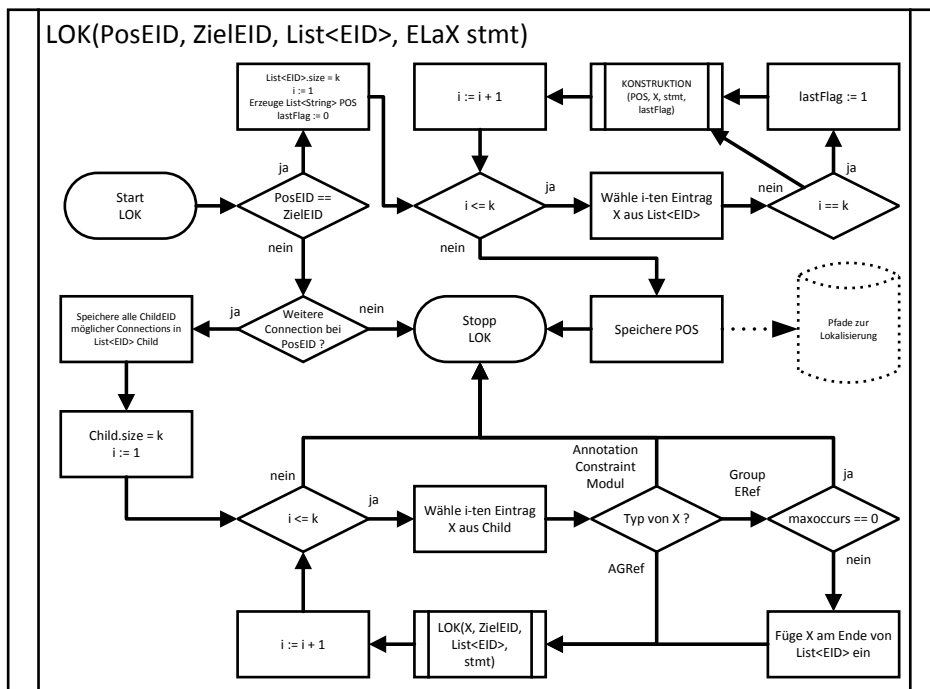 LOK(PosEID, ZielEID, List<EID>, ELaX stmt)
List<EID>.size = k
i := 1
Erzeuge List<String> POS
lastFlag := 0
i := i + 1
KONSTRUKTION
(POS, X, stmt,
lastFlag)
lastFlag := 1
ja
Start
LOK
PosEID ==
ZielEID
i <= k
ja
Wähle i-ten Eintrag
X aus List<EID>
nein
ja
i == k
nein
nein
Speichere alle ChildEID
möglicher Connections in
List<EID> Child
ja
Weitere
Connection bei
PosEID ?
nein
Stopp
LOK
Speichere POS
Pfade zur
Lokalisierung
Child.size = k
i := 1
nein
Annotation
Constraint
Modul
Group
ERef
ja
i <= k
ja
Wähle i-ten Eintrag
X aus Child
Typ von X ?
maxoccurs == 0
AGRef
nein
i := i + 1
LOK(X, ZielEID,
List<EID>,
stmt)
Füge X am Ende von
List<EID> ein